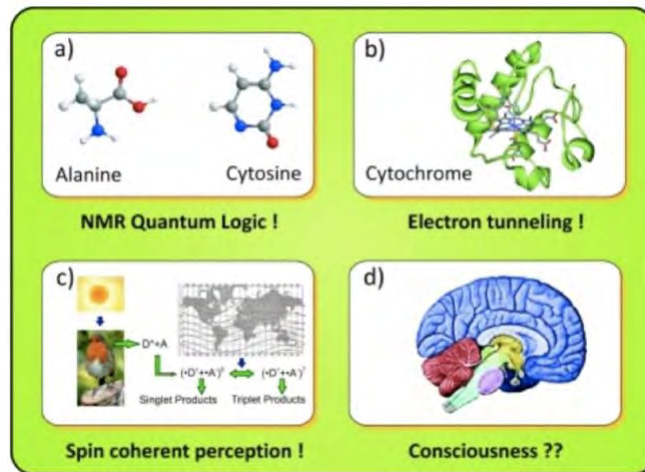 a)
Alanine
Cytosine
NMR Quantum Logic !
b)
Cytochrome
Electron tunneling !
c)
D*+A
Singlet Products
Triplet Products
Spin coherent perception !
d)
Consciousness ??